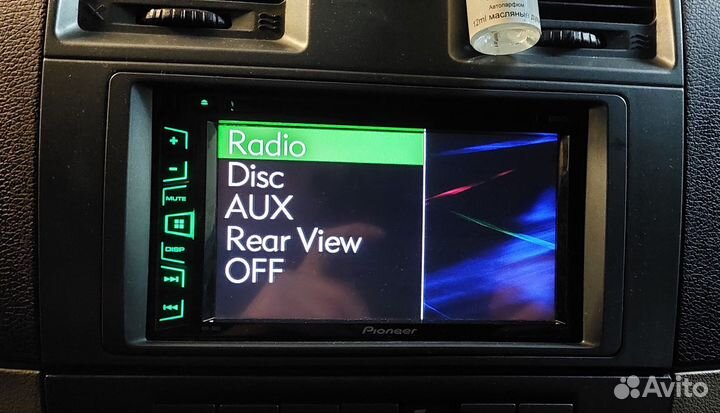 Автопарфюм
12ml масляный
Radio
Disc
AUX
Rear View
OFF
MUTE
DISP
Pioneer
Avito